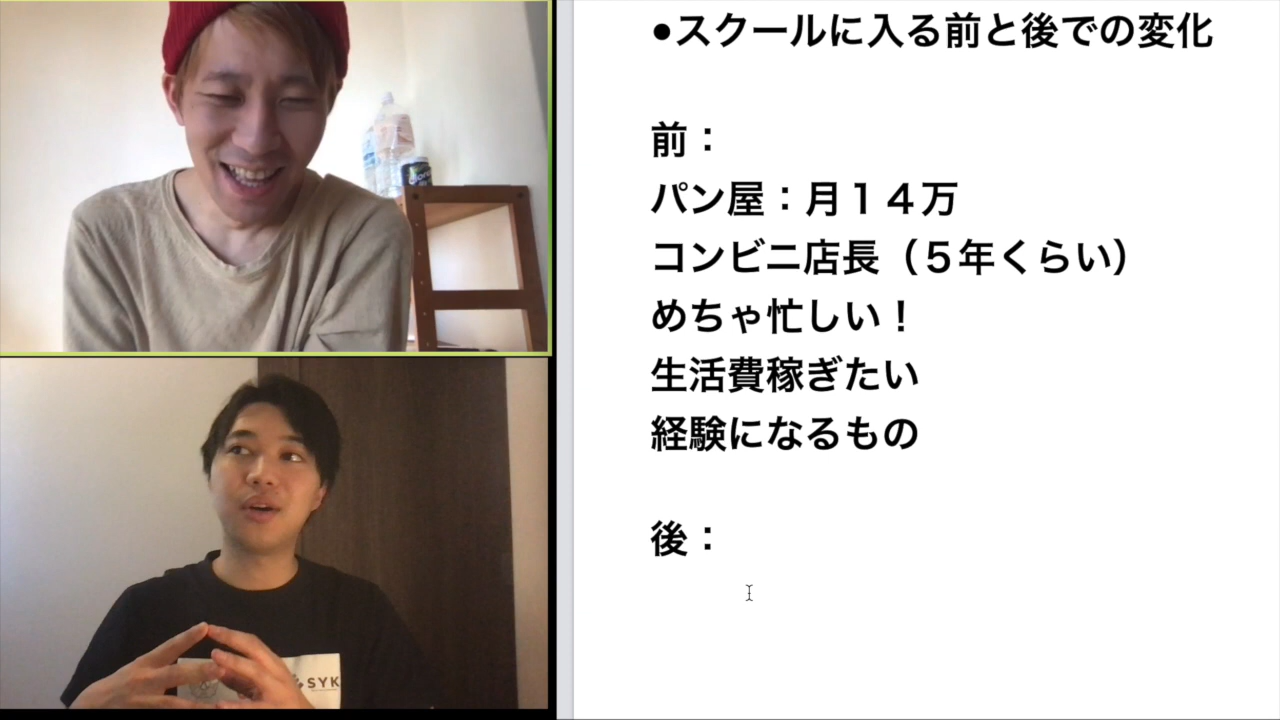 ●スクールに入る前と後での変化
前：
パン屋：月１４万
コンビニ店長（５年くらい）
めちゃ忙しい！
生活費稼ぎたい
経験になるもの
後：
SYK